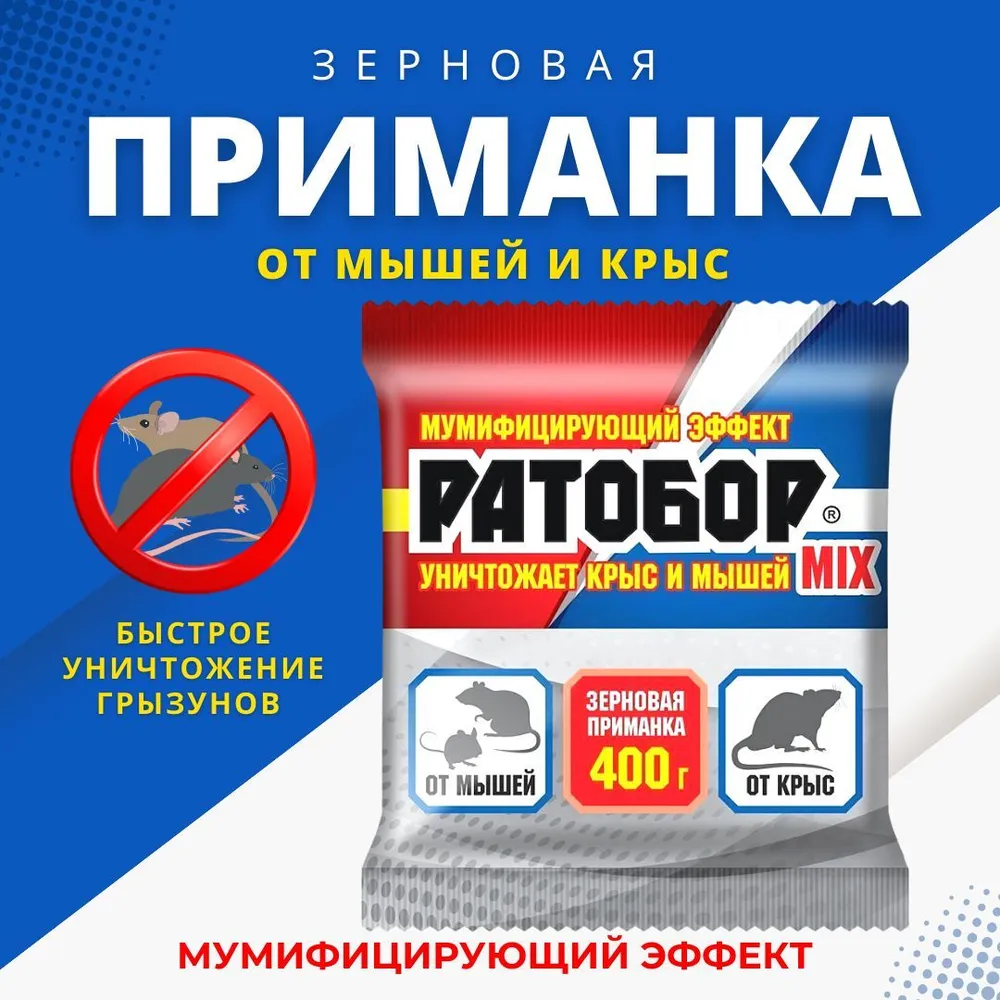 ЗЕРНОВАЯ
ПРИМАНКА
ОТ МЫШЕЙ И КРЫС
МУМИФИЦИРУЮЩИЙ ЭФФЕКТ
РАТОБОР®
УНИЧТОЖАЕТ КРЫС И МЫШЕЙ MIX
БЫСТРОЕ
УНИЧТОЖЕНИЕ
ГРЫЗУНОВ
ОТ МЫШЕЙ
ЗЕРНОВАЯ
ПРИМАНКА
400 г
ОТ КРЫС
МУМИФИЦИРУЮЩИЙ ЭФФЕКТ